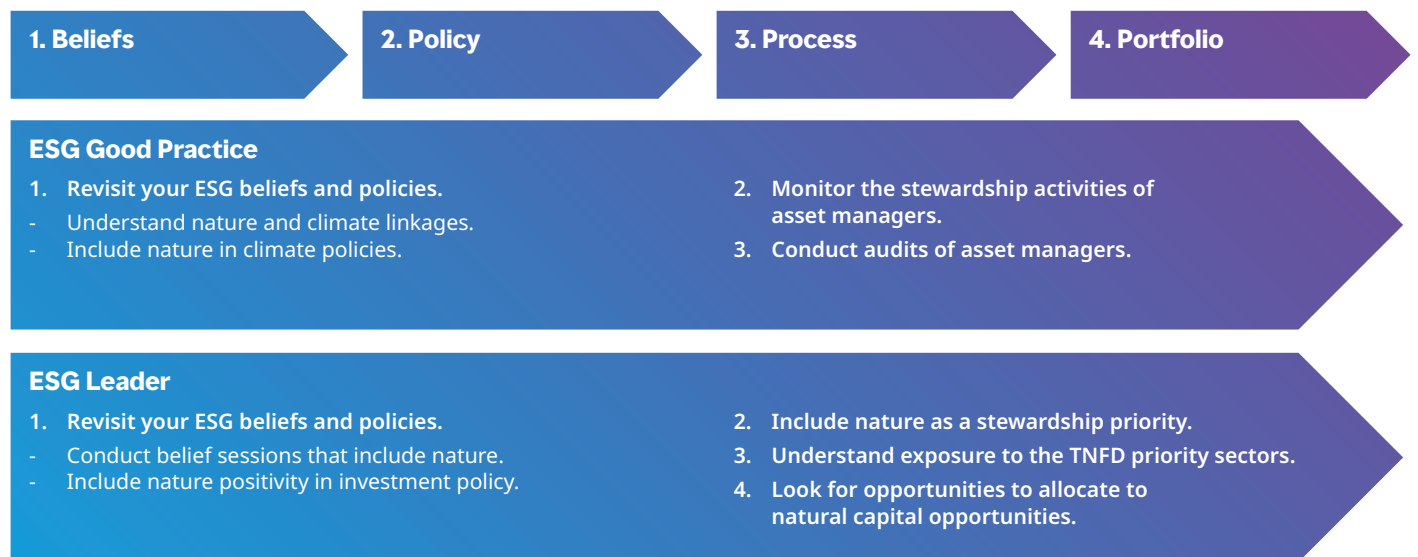 1. Beliefs
2. Policy
3. Process
4. Portfolio
ESG Good Practice
1. Revisit your ESG beliefs and policies.
- Understand nature and climate linkages.
- Include nature in climate policies.
2. Monitor the stewardship activities of
asset managers.
3. Conduct audits of asset managers.
ESG Leader
1. Revisit your ESG beliefs and policies.
- Conduct belief sessions that include nature.
- Include nature positivity in investment policy.
2. Include nature as a stewardship priority.
3. Understand exposure to the TNFD priority sectors.
4. Look for opportunities to allocate to
natural capital opportunities.